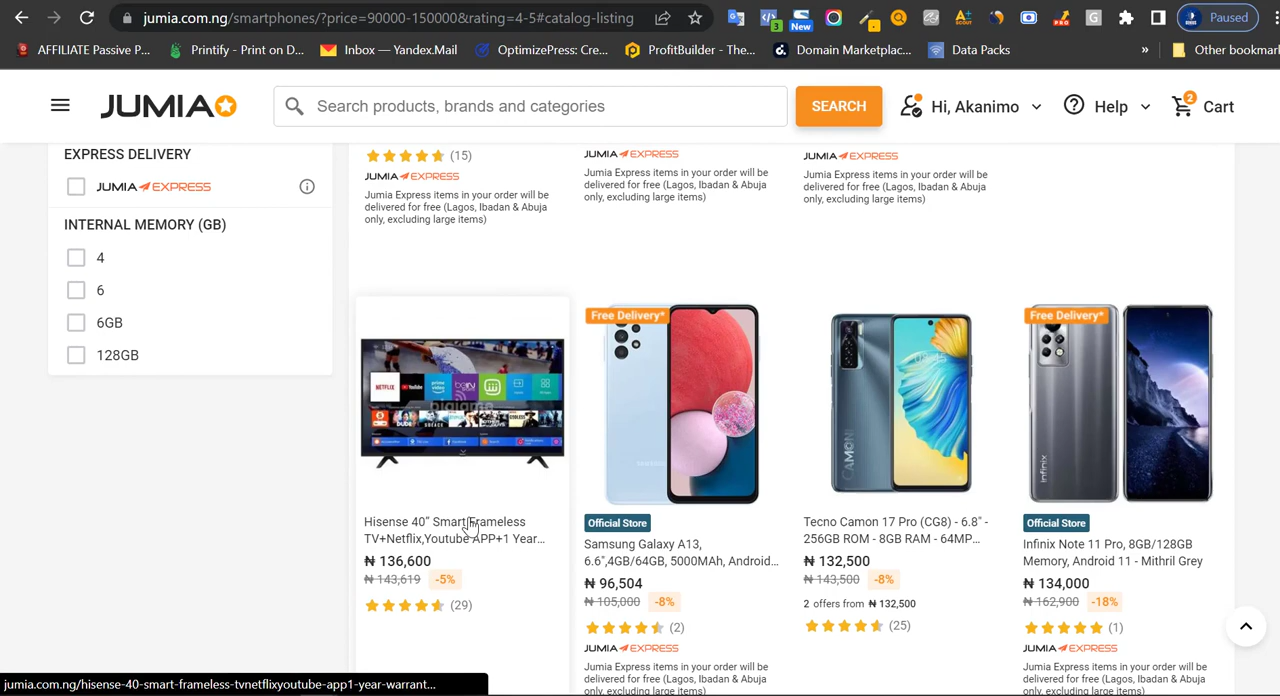 jumia.com.ng/smartphones/?price=90000-150000&rating=4-5#catalog-listing
3
New
PRO
G
Paused
AFFILIATE Passive P...
Printify - Print on D...
Inbox — Yandex.Mail
OptimizePress: Cre...
ProfitBuilder - The...
Domain Marketplac...
Data Packs
»
Other bookmar
JUMIA
Search products, brands and categories
SEARCH
Hi, Akanimo
Help
2
Cart
EXPRESS DELIVERY
JUMIA EXPRESS
INTERNAL MEMORY (GB)
4
6
6GB
128GB
(15)
JUMIA EXPRESS
Jumia Express items in your order will be
delivered for free (Lagos, Ibadan & Abuja
only, excluding large items)
JUMIA EXPRESS
Jumia Express items in your order will be
delivered for free (Lagos, Ibadan & Abuja
only, excluding large items)
JUMIA EXPRESS
Jumia Express items in your order will be
delivered for free (Lagos, Ibadan & Abuja
only, excluding large items)
NETFLIX
YouTube
prime video
beIN
Hisense 40" Smart Frameless
TV+Netflix,Youtube APP+1 Year...
₦ 136,600
₦ 143,619 -5%
(29)
Free Delivery*
SAMSUNG
Official Store
Samsung Galaxy A13,
6.6",4GB/64GB, 5000MAh, Android...
₦ 96,504
₦ 105,000 -8%
(2)
JUMIA EXPRESS
Jumia Express items in your order will be
delivered for free (Lagos, Ibadan & Abuja
only, excluding large items)
CAMON
Tecno Camon 17 Pro (CG8) - 6.8" -
256GB ROM - 8GB RAM - 64MP...
₦ 132,500
₦ 143,500 -8%
2 offers from ₦ 132,500
(25)
Free Delivery*
Infinix
Official Store
Infinix Note 11 Pro, 8GB/128GB
Memory, Android 11 - Mithril Grey
₦ 134,000
₦ 162,900 -18%
(1)
JUMIA EXPRESS
Jumia Express items in your order will be
delivered for free (Lagos, Ibadan & Abuja
only, excluding large items)
jumia.com.ng/hisense-40-smart-frameless-tvnetflixyoutube-app1-year-warrant...